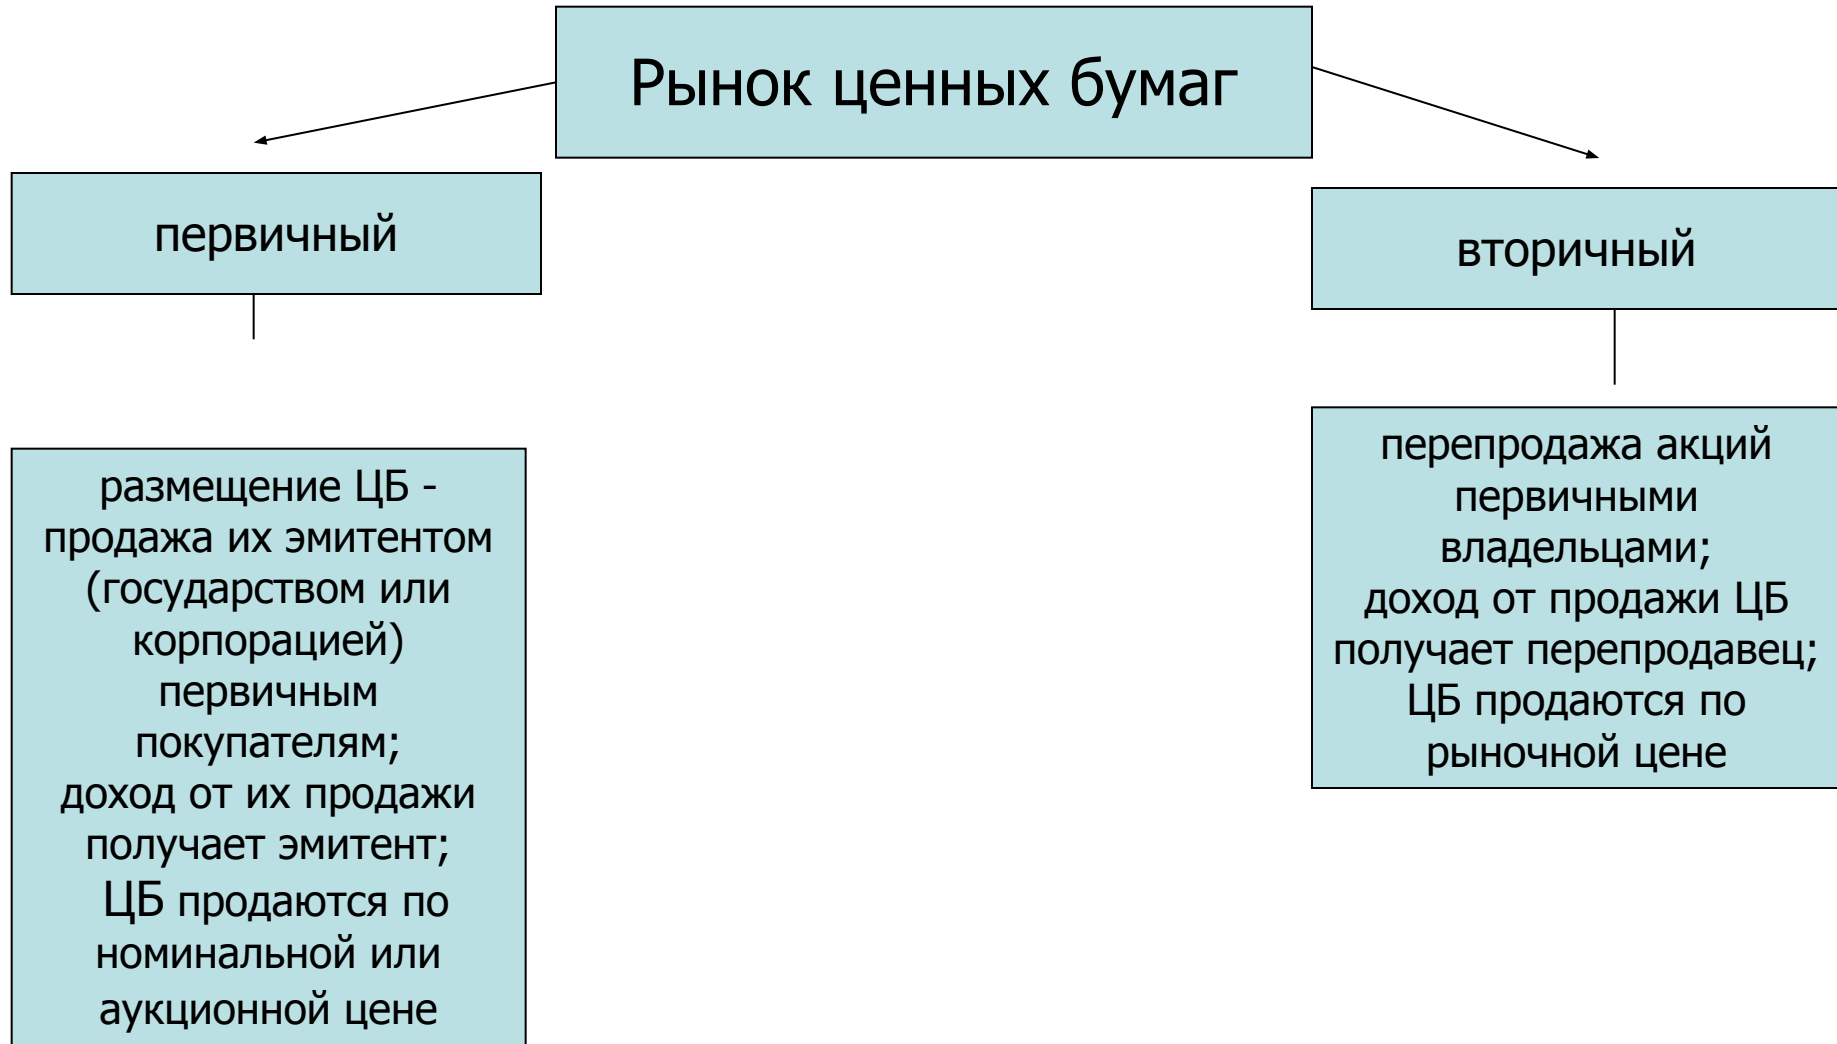 Рынок ценных бумаг
первичный
вторичный
размещение ЦБ -
продажа их эмитентом
(государством или
корпорацией)
первичным
покупателям;
доход от их продажи
получает эмитент;
ЦБ продаются по
номинальной или
аукционной цене
перепродажа акций
первичными
владельцами;
доход от продажи ЦБ
получает перепродавец;
ЦБ продаются по
рыночной цене